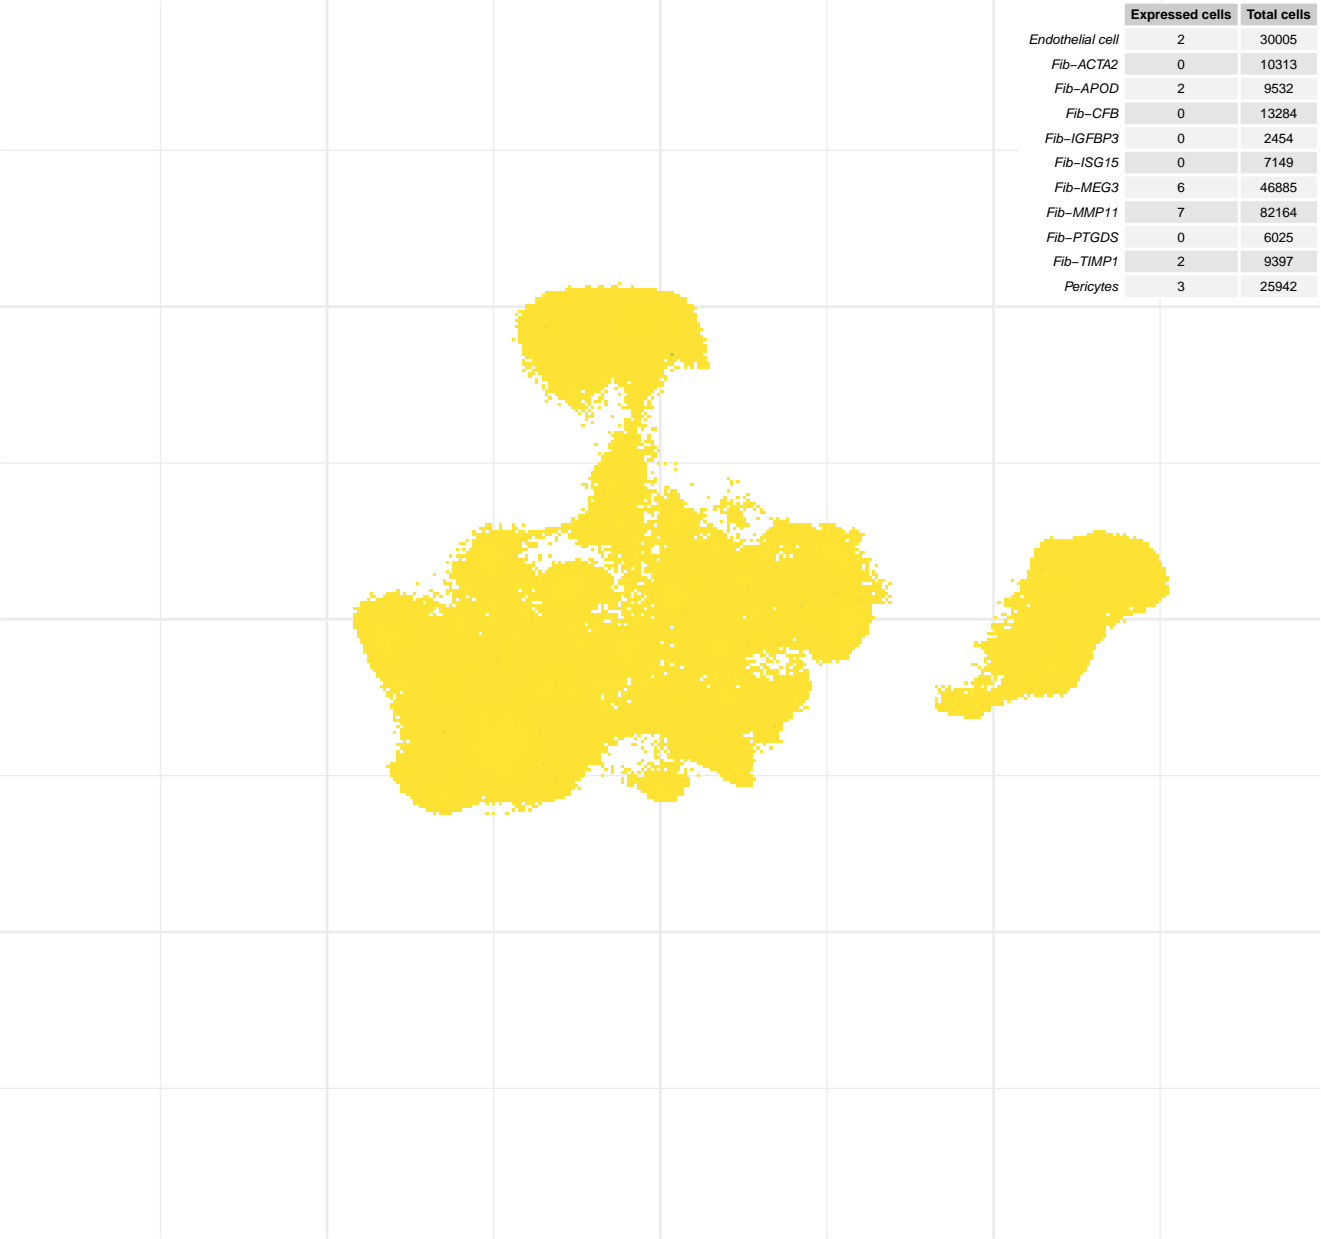 Expressed cells Total cells
Endothelial cell 2 30005
Fib−ACTA2 0 10313
Fib−APOD 2 9532
Fib−CFB 0 13284
Fib−IGFBP3 0 2454
Fib−ISG15 0 7149
Fib−MEG3 6 46885
Fib−MMP11 7 82164
Fib−PTGDS 0 6025
Fib−TIMP1 2 9397
Pericytes 3 25942